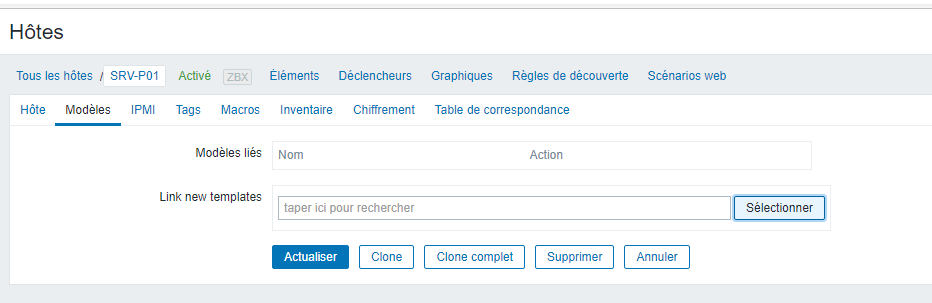 Hôtes
Tous les hôtes / SRV-P01 Activé ZBX Éléments Déclencheurs Graphiques Règles de découverte Scénarios web
Hôte Modèles IPMI Tags Macros Inventaire Chiffrement Table de correspondance
Modèles liés Nom Action
Link new templates taper ici pour rechercher Sélectionner
Actualiser Clone Clone complet Supprimer Annuler